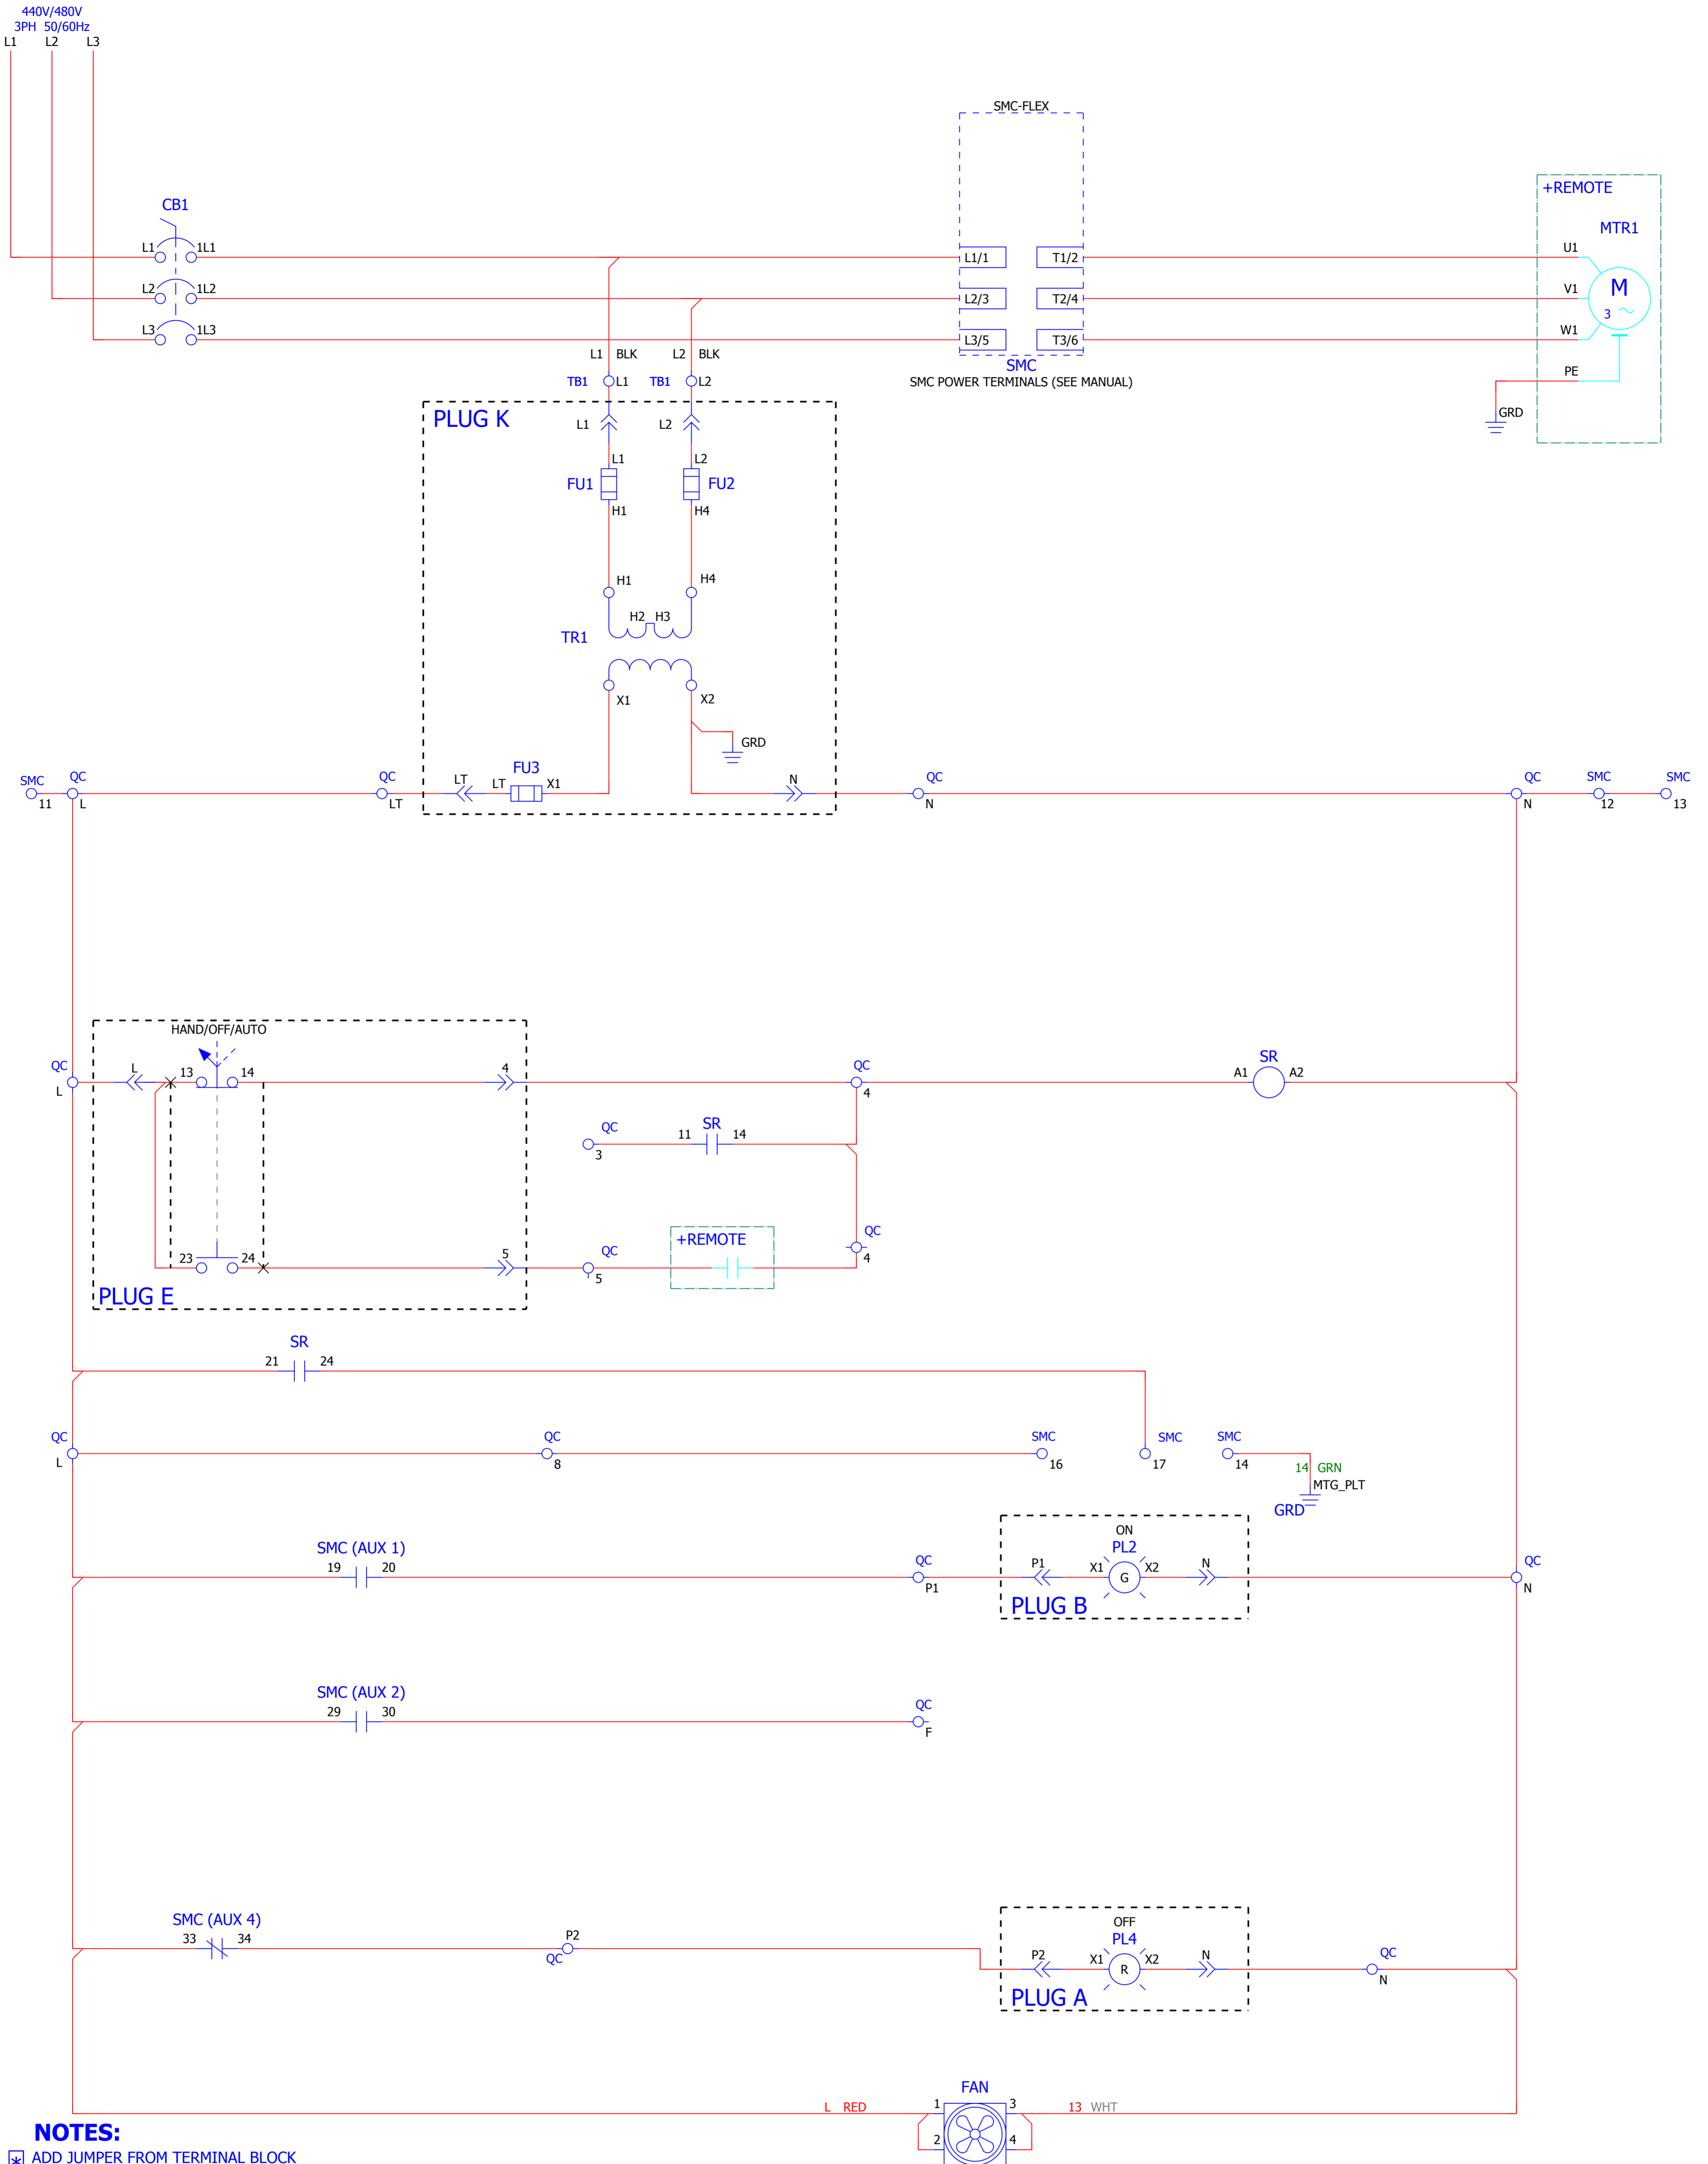 440V/480V
3PH 50/60Hz
L1 L2 L3
SMC-FLEX
+REMOTE
CB1
MTR1
L1 1L1 L1/1 T1/2 U1
L2 1L2 L2/3 T2/4 V1 M
3
L3 1L3 L3/5 T3/6 W1
L1 BLK L2 BLK
SMC
SMC POWER TERMINALS (SEE MANUAL)
PE
TB1 L1 TB1 L2
GRD
PLUG K
L1 L2
L1 L2
FU1 FU2
H1 H4
H1 H4
H2 H3
TR1
X1 X2
GRD
SMC QC QC LT LT FU3 X1 N QC QC SMC SMC
11 L LT N N 12 13
HAND/OFF/AUTO
QC L 13 14 4 QC A1 SR A2
L 4
QC 11 SR 14
3
QC
+REMOTE
23 24 5 QC 4
5
PLUG E
SR
21 24
QC QC SMC SMC SMC
L 8 16 17 14
14 GRN
MTG_PLT
GRD
ON
SMC (AUX 1) PL2
19 20 QC P1 X1 G X2 N QC
P1 N
PLUG B
SMC (AUX 2)
29 30 QC
F
OFF
SMC (AUX 4) PL4
33 34 P2 P2 X1 R X2 N QC
QC N
PLUG A
FAN
L RED 1 3 13 WHT
2 4
NOTES:
* ADD JUMPER FROM TERMINAL BLOCK